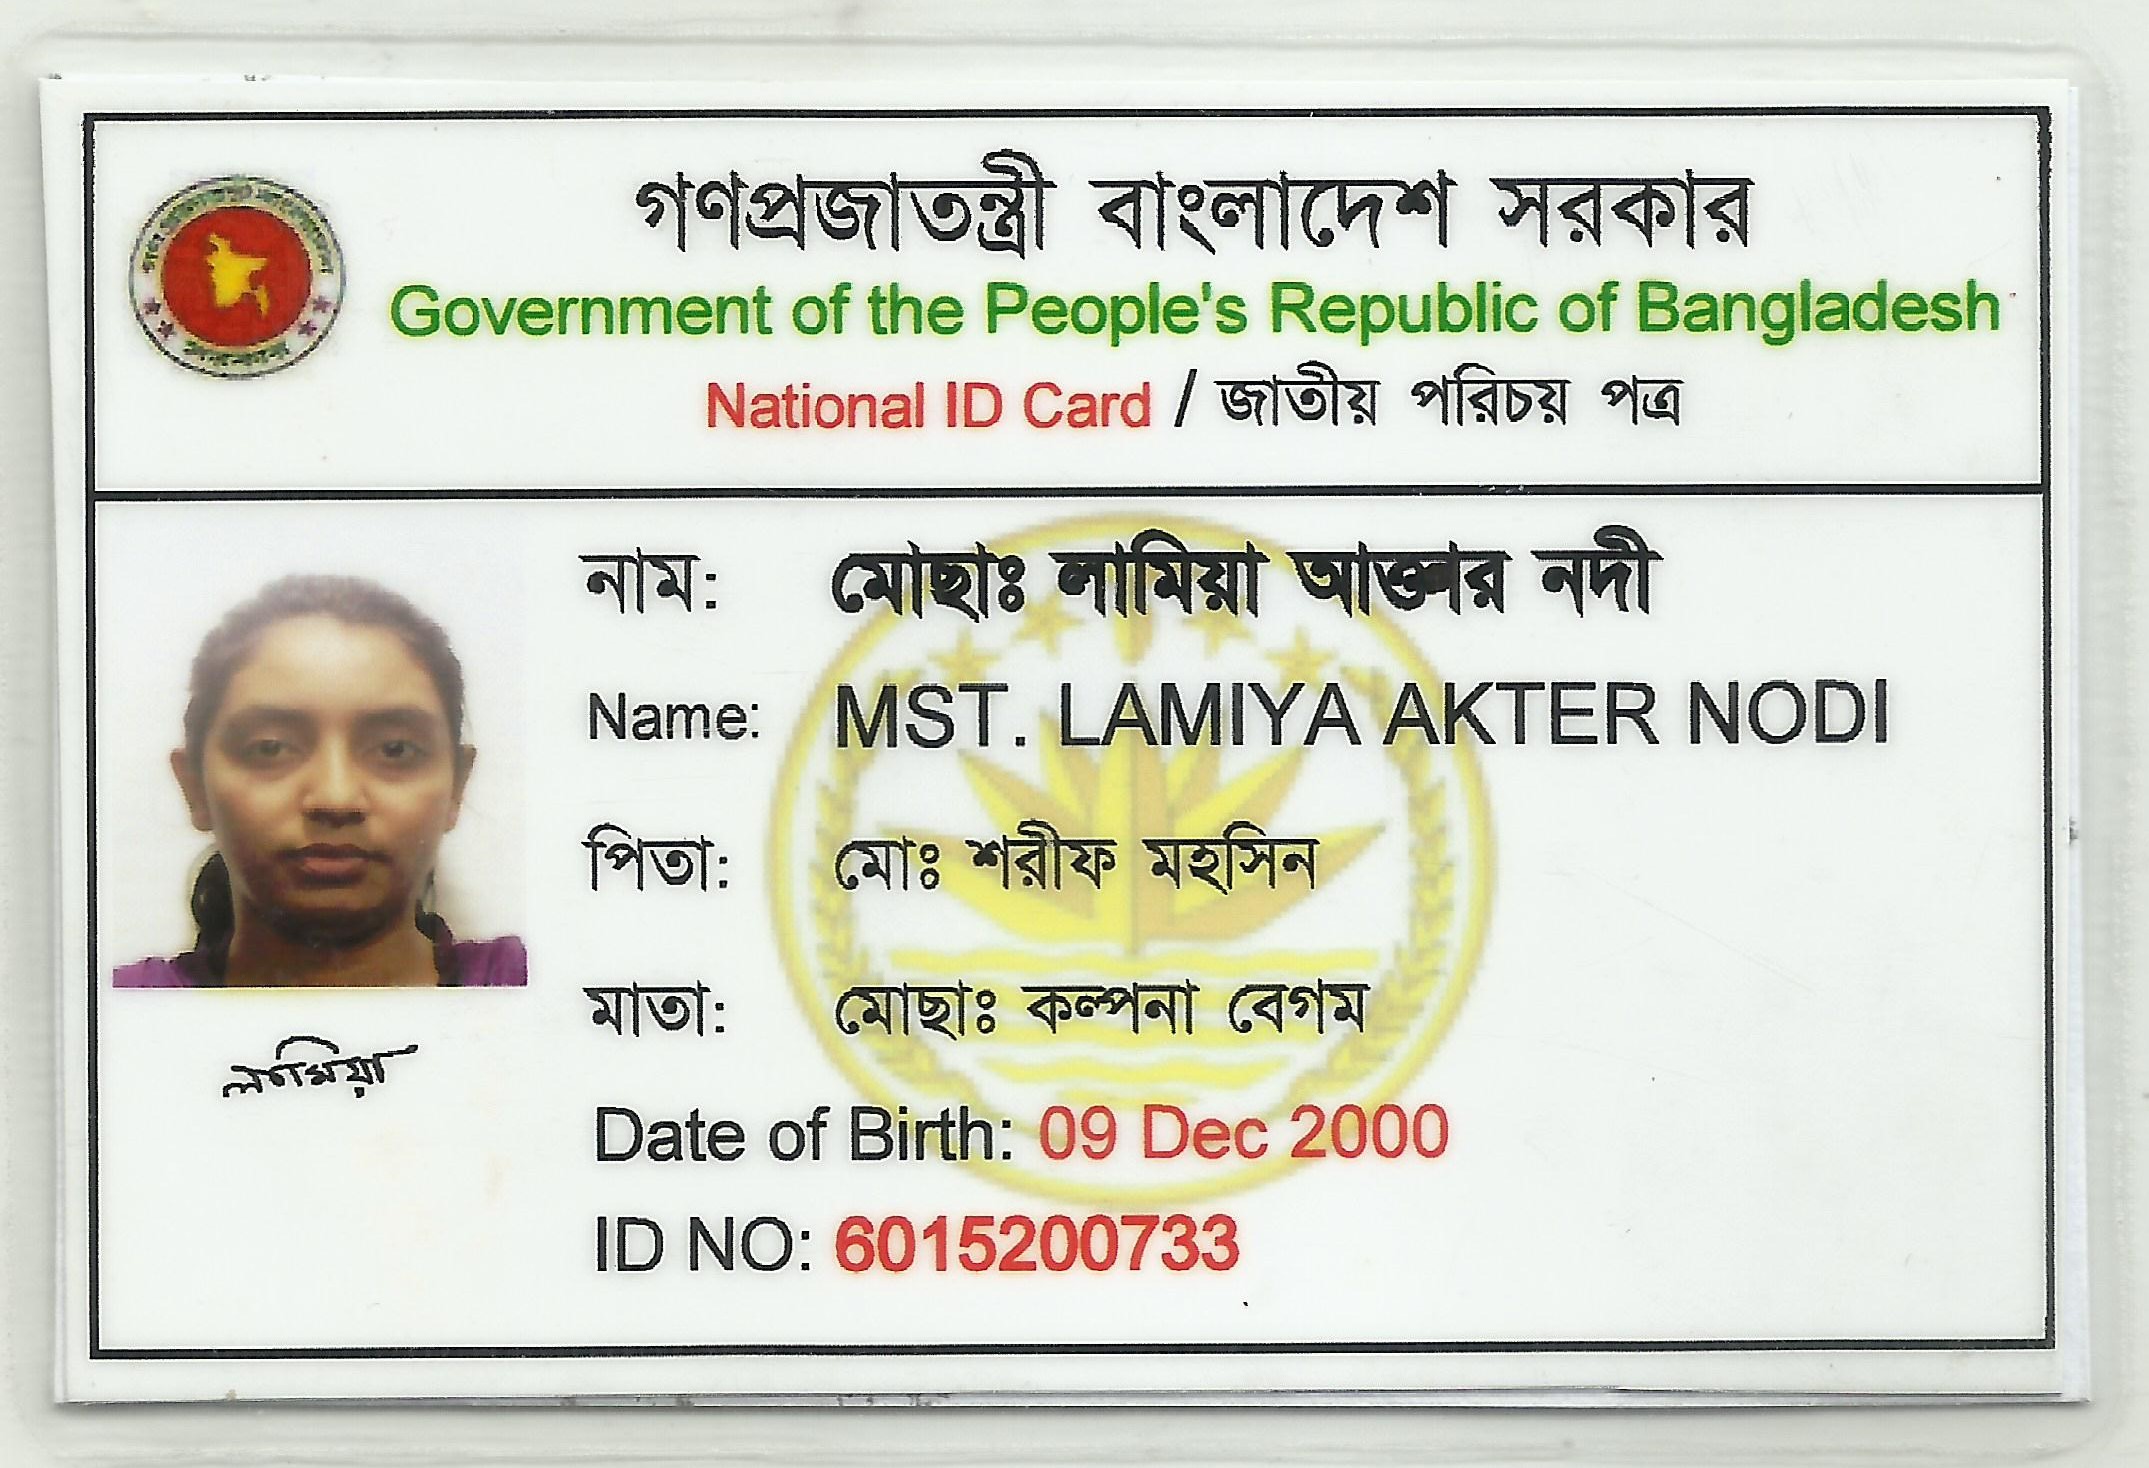 গণপ্রজাতন্ত্রী বাংলাদেশ সরকার
Government of the People's Republic of Bangladesh
National ID Card / জাতীয় পরিচয় পত্র
নাম: মোছাঃ লামিয়া আক্তার নদী
Name: MST. LAMIYA AKTER NODI
পিতা: মোঃ শরীফ মহসিন
মাতা: মোছাঃ কল্পনা বেগম
লামিয়া
Date of Birth: 09 Dec 2000
ID NO: 6015200733